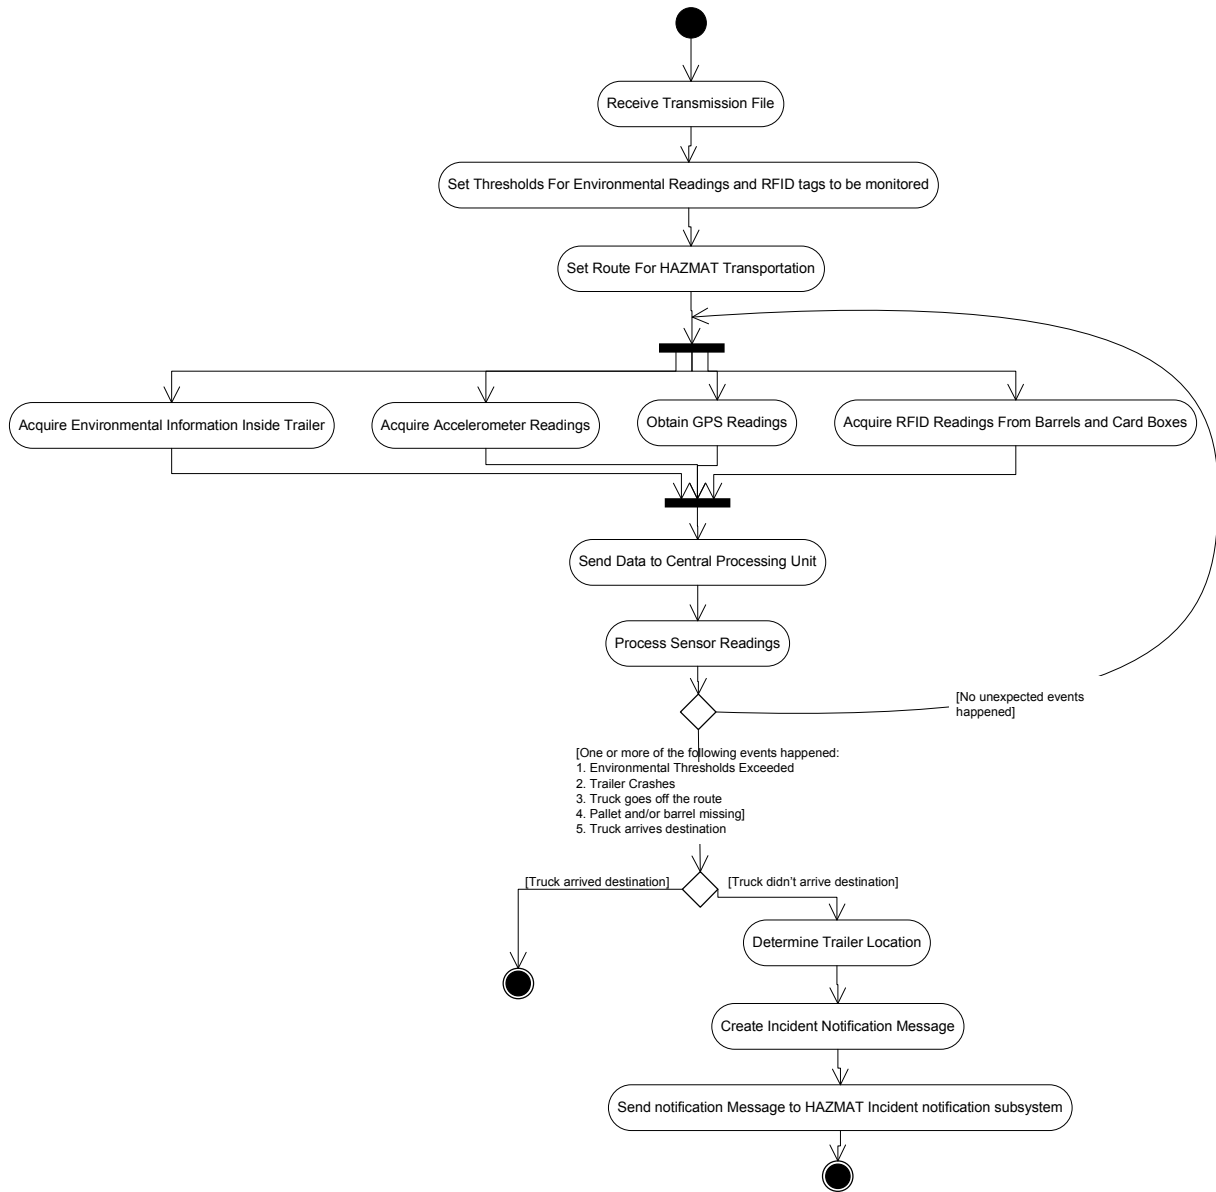 Receive Transmission File
Set Thresholds For Environmental Readings and RFID tags to be monitored
Set Route For HAZMAT Transportation
Acquire Environmental Information Inside Trailer
Acquire Accelerometer Readings
Obtain GPS Readings
Acquire RFID Readings From Barrels and Card Boxes
Send Data to Central Processing Unit
Process Sensor Readings
[No unexpected events
happened]
[One or more of the following events happened:
1. Environmental Thresholds Exceeded
2. Trailer Crashes
3. Truck goes off the route
4. Pallet and/or barrel missing]
5. Truck arrives destination
[Truck arrived destination]
[Truck didn't arrive destination]
Determine Trailer Location
Create Incident Notification Message
Send notification Message to HAZMAT Incident notification subsystem